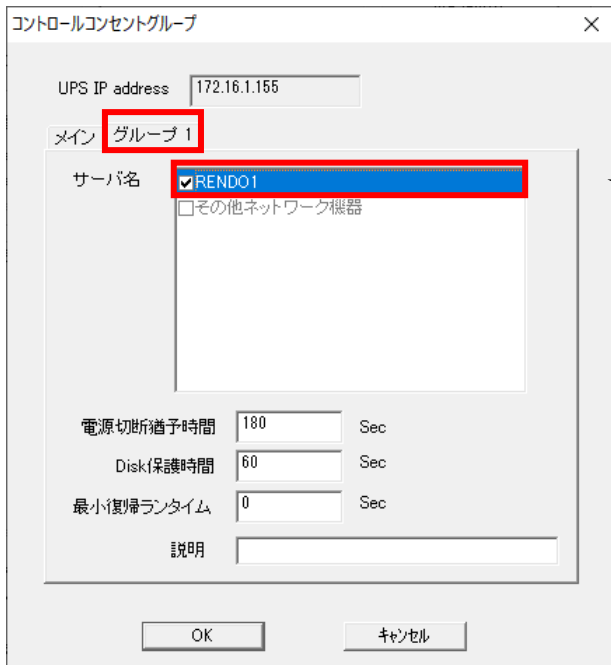 コントロールコンセントグループ
UPS IP address 172.16.1.155
メイン グループ 1
サーバ名 RENDO1
その他ネットワーク機器
電源切断猶予時間 180 Sec
Disk保護時間 60 Sec
最小復帰ランタイム 0 Sec
説明
OK キャンセル